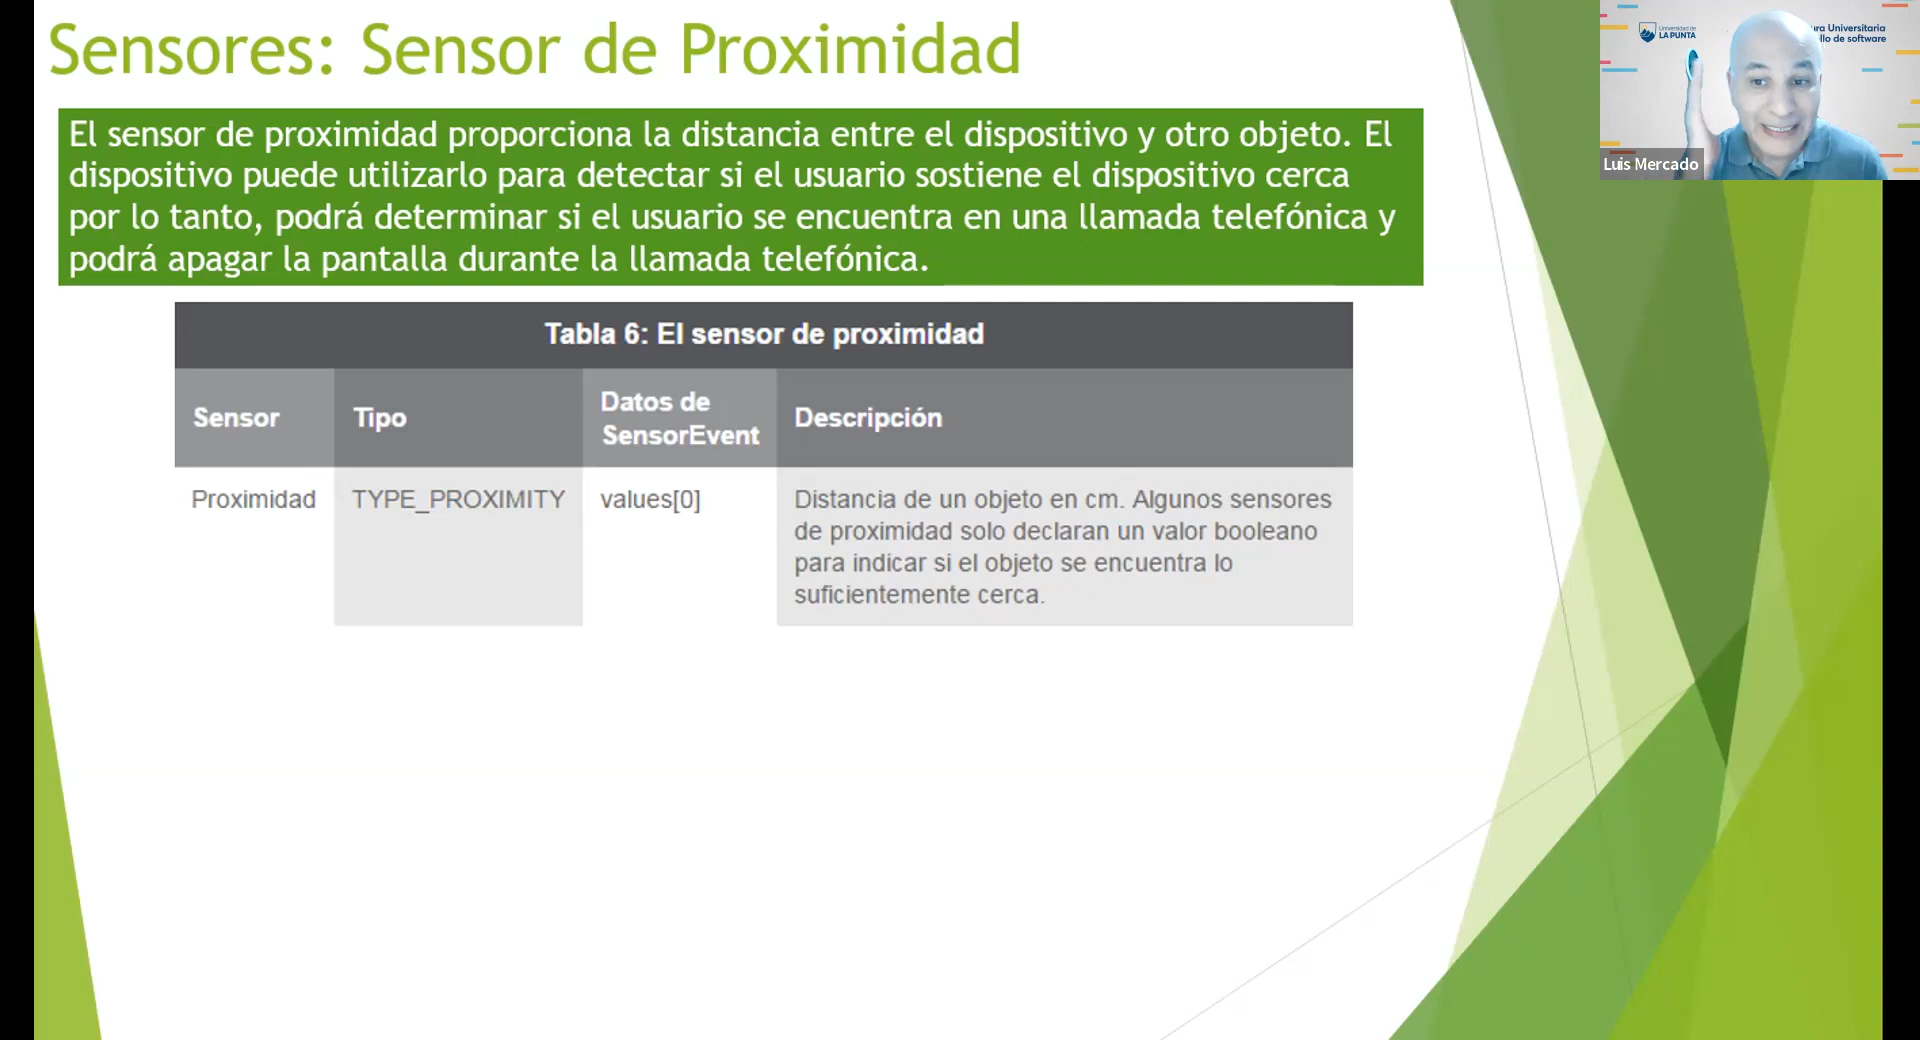 Sensores: Sensor de Proximidad
El sensor de proximidad proporciona la distancia entre el dispositivo y otro objeto. El
dispositivo puede utilizarlo para detectar si el usuario sostiene el dispositivo cerca
por lo tanto, podrá determinar si el usuario se encuentra en una llamada telefónica y
podrá apagar la pantalla durante la llamada telefónica.
Tabla 6: El sensor de proximidad
Sensor
Tipo
Datos de
SensorEvent
Descripción
Proximidad
TYPE_PROXIMITY
values[0]
Distancia de un objeto en cm. Algunos sensores
de proximidad solo declaran un valor booleano
para indicar si el objeto se encuentra lo
suficientemente cerca.
Universidad de
LA PUNTA
ura Universitaria
llo de software
Luis Mercado